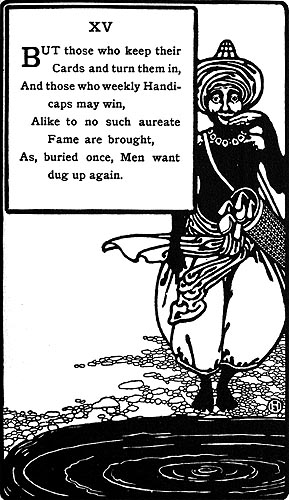 XV
BUT those who keep their
Cards and turn them in,
And those who weekly Handi-
caps may win,
Alike to no such aureate
Fame are brought,
As, buried once, Men want
dug up again.